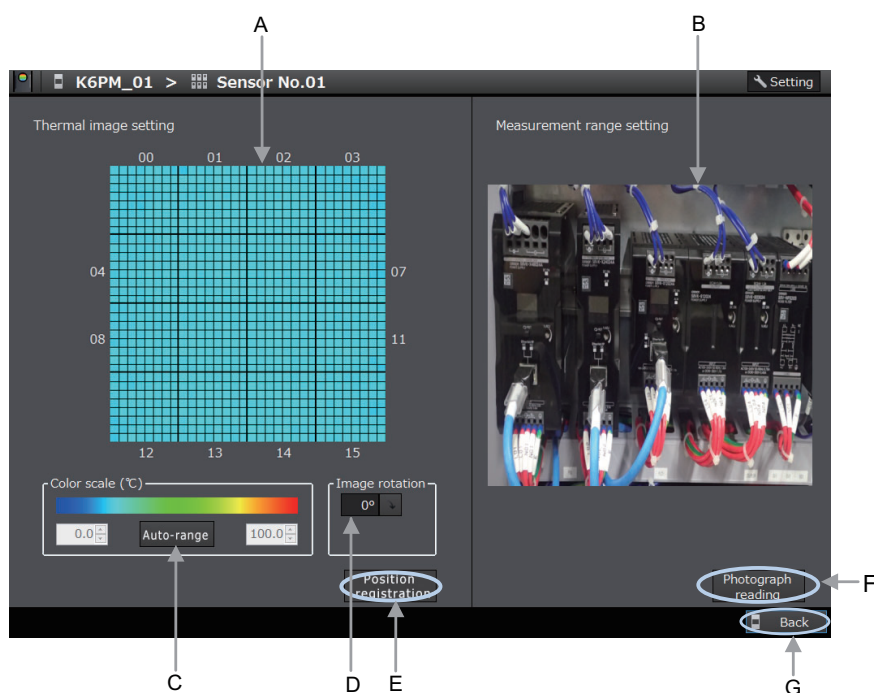 A
B
K6PM_01 > Sensor No.01
Setting
Thermal image setting
Measurement range setting
00 01 02 03
04 07
08 11
12 13 14 15
Color scale (℃)
0.0 Auto-range 100.0
Image rotation
0°
Position
registration
Photograph
reading
F
Back
C
D
E
G